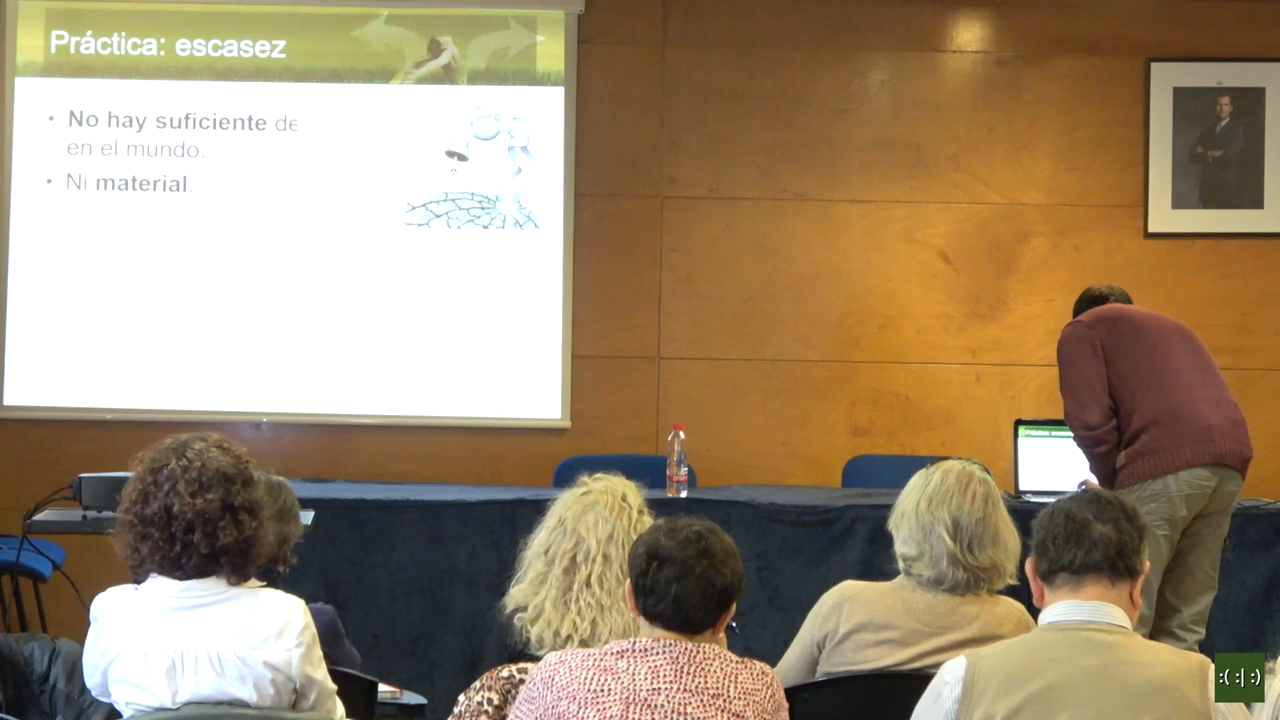 Práctica: escasez
• No hay suficiente de
en el mundo.
• Ni material.
:( :|:)